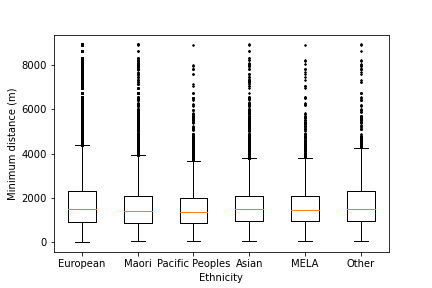 8000
6000
4000
2000
0
Minimum distance (m)
European Maori Pacific Peoples Asian MELA Other
Ethnicity